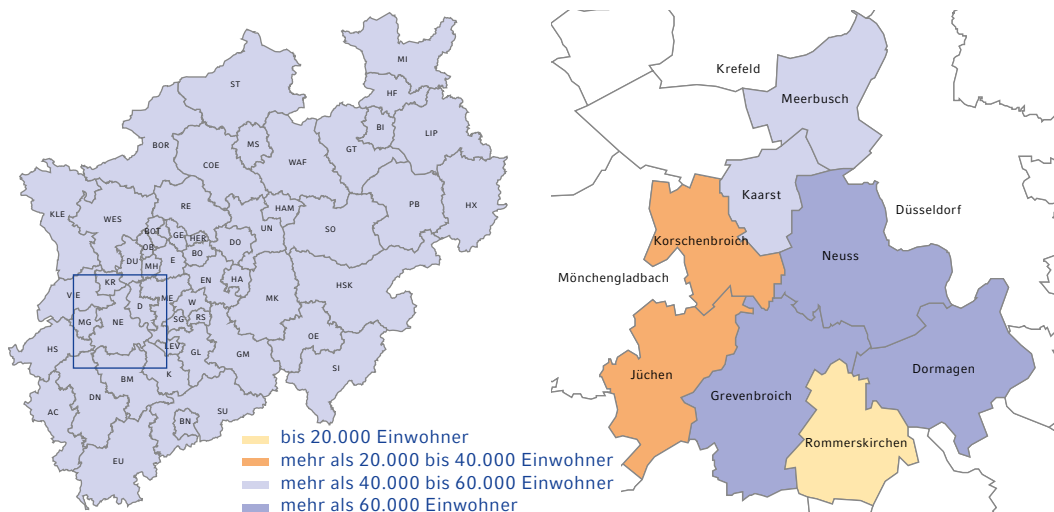 MI
ST
HF
BI
LIP
BOR
MS
COE
WAF
GT
KLE
WES
RE
HAM
PB
HX
UN
SO
BOT
GE
HER
DO
OB
BO
DU
MH
E
EN
HA
KR
HSK
VIE
D
ME
W
MK
MG
NE
SG
RS
HS
LEV
GL
GM
OE
BM
K
SI
DN
AC
SU
BN
EU
bis 20.000 Einwohner
mehr als 20.000 bis 40.000 Einwohner
mehr als 40.000 bis 60.000 Einwohner
mehr als 60.000 Einwohner
Krefeld
Meerbusch
Kaarst
Düsseldorf
Korschenbroich
Neuss
Mönchengladbach
Jüchen
Dormagen
Grevenbroich
Rommerskirchen